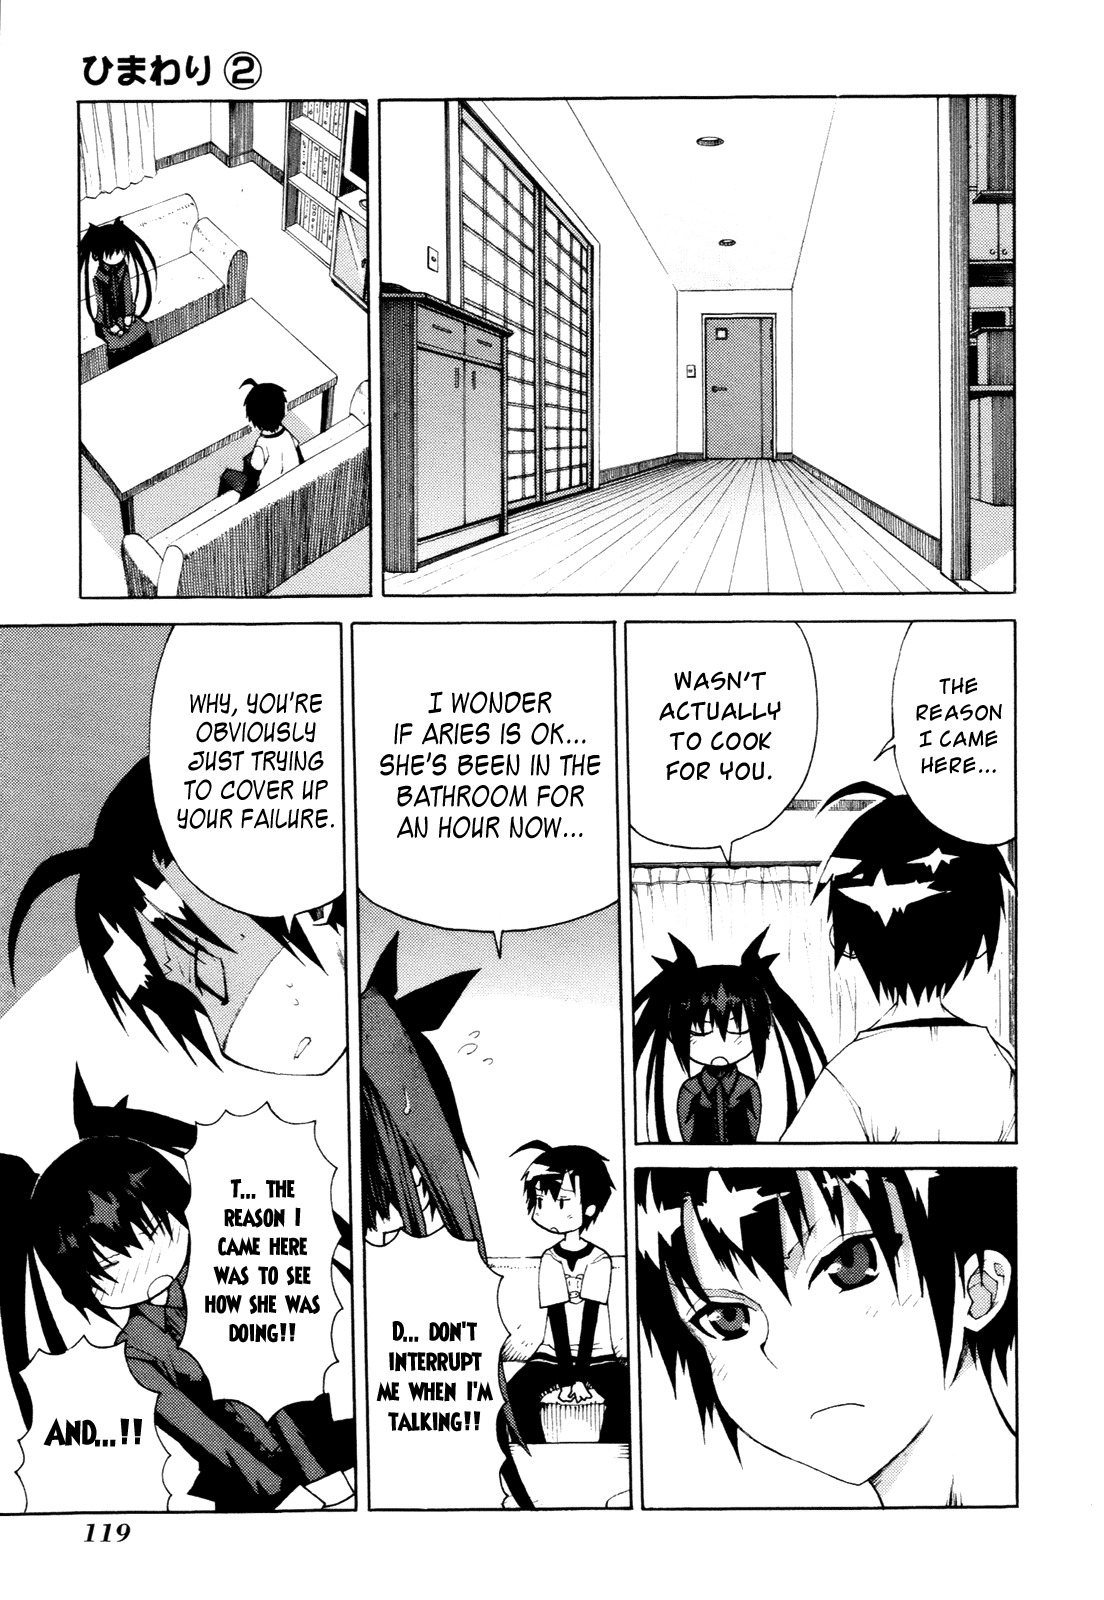 ひまわり②
THE
REASON
I CAME
HERE...
WASN'T
ACTUALLY
TO COOK
FOR YOU.
I WONDER
IF ARIES IS OK...
SHE'S BEEN IN THE
BATHROOM FOR
AN HOUR NOW...
D... DON'T
INTERRUPT
ME WHEN I'M
TALKING!!
WHY, YOU'RE
OBVIOUSLY
JUST TRYING
TO COVER UP
YOUR FAILURE.
T... THE
REASON I
CAME HERE
WAS TO SEE
HOW SHE WAS
DOING!!
AND...!!
119